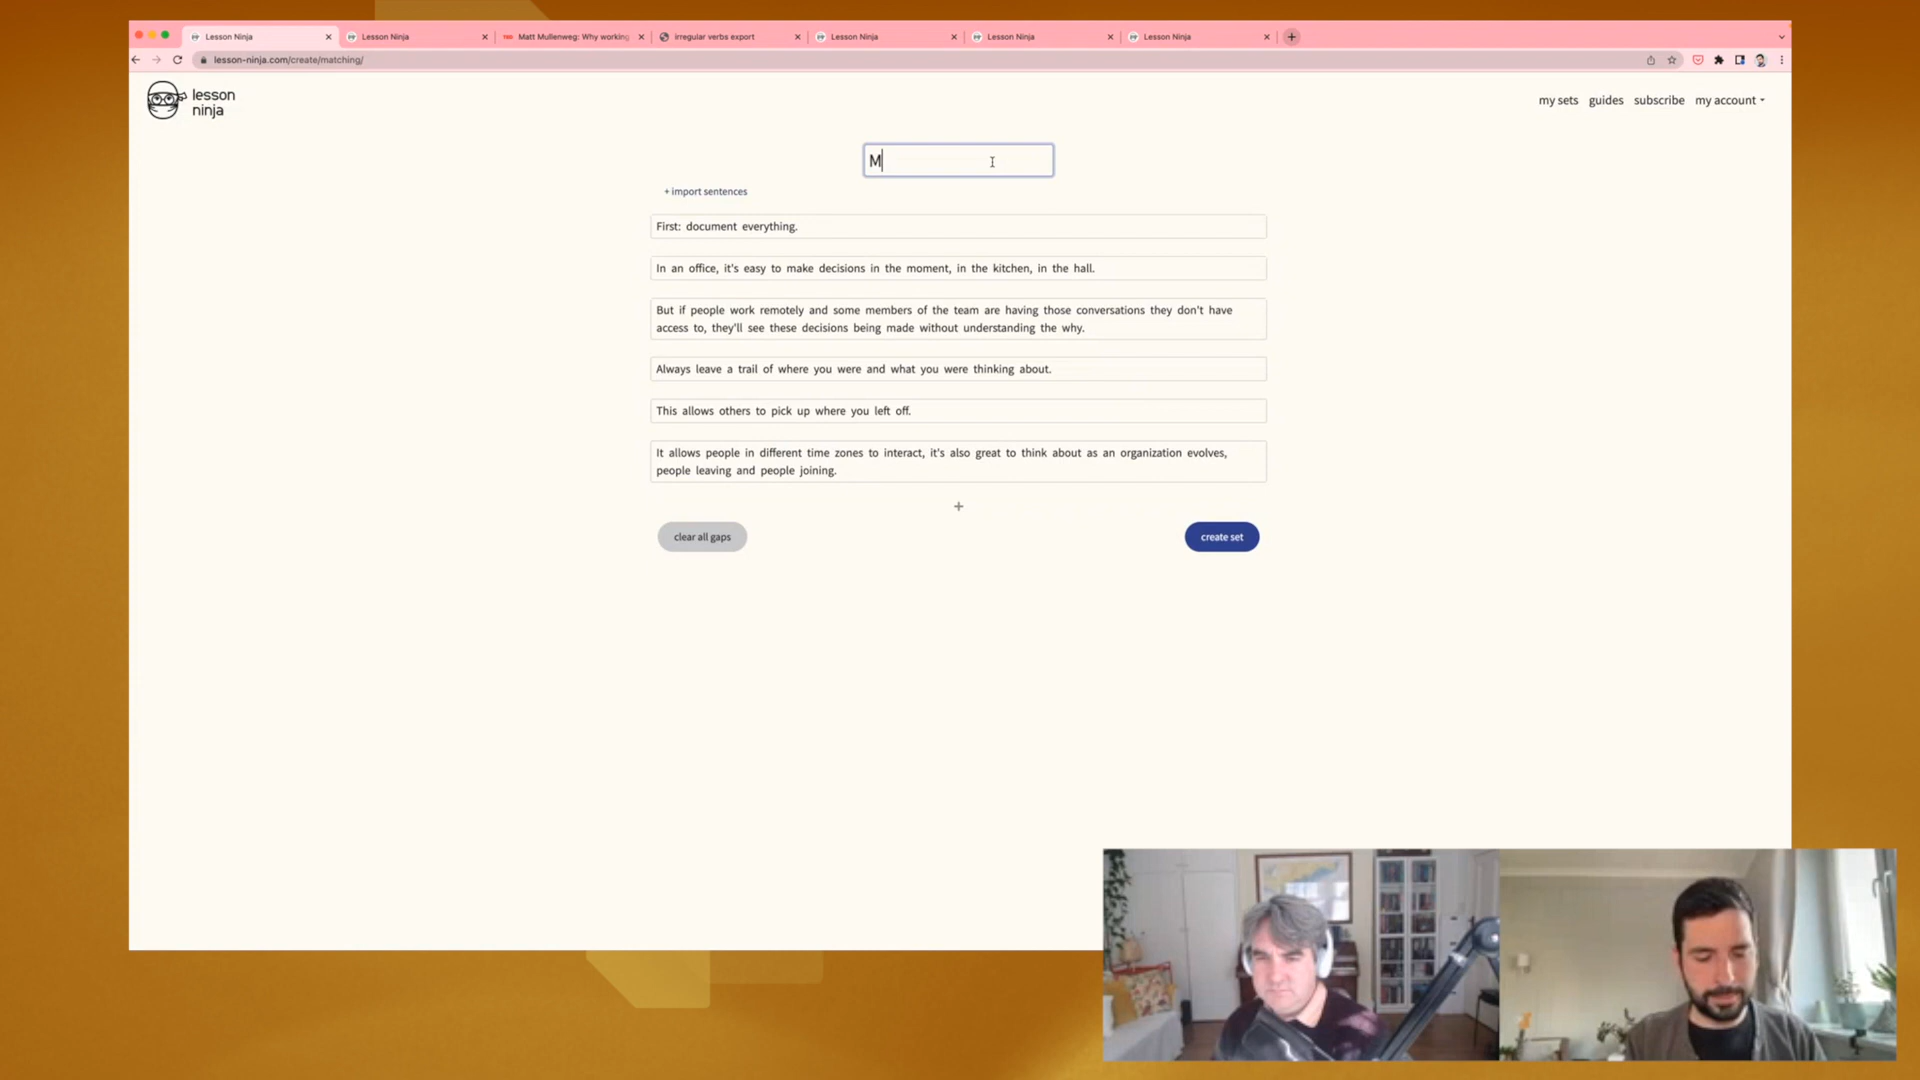 Lesson Ninja
Lesson Ninja
TED Matt Mullenweg: Why working
irregular verbs export
Lesson Ninja
Lesson Ninja
Lesson Ninja
lesson-ninja.com/create/matching/
lesson
ninja
my sets guides subscribe my account
M
+ import sentences
First: document everything.
In an office, it's easy to make decisions in the moment, in the kitchen, in the hall.
But if people work remotely and some members of the team are having those conversations they don't have
access to, they'll see these decisions being made without understanding the why.
Always leave a trail of where you were and what you were thinking about.
This allows others to pick up where you left off.
It allows people in different time zones to interact, it's also great to think about as an organization evolves,
people leaving and people joining.
+
clear all gaps create set